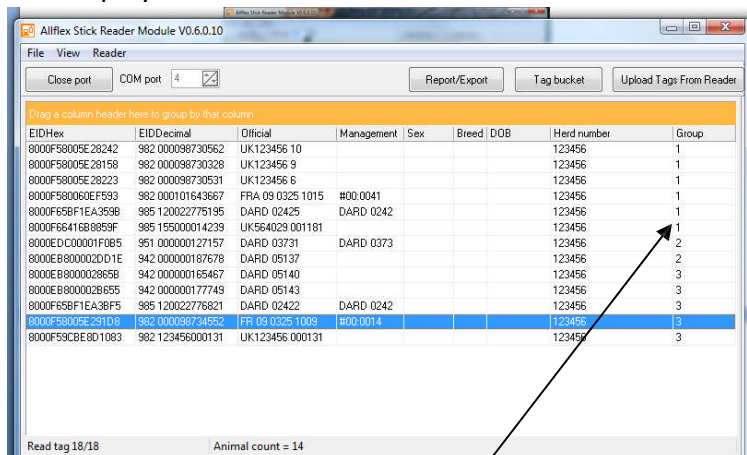 Allflex Stick Reader Module V0.6.0.10
File View Reader
Close port COM port 4 Report/Export Tag bucket Upload Tags From Reader
Drag a column header here to group by that column
EIDHex EIDDecimal Official Management Sex Breed DOB Herd number Group
8000F58005E28242 982 000098730562 UK123456 10 123456 1
8000F58005E28158 982 000098730328 UK123456 9 123456 1
8000F58005E28223 982 000098730531 UK123456 6 123456 1
8000F580060EF593 982 000101643667 FRA 09 0325 1015 #00:0041 123456 1
8000F65BF1EA359B 985 120022775195 DARD 02425 DARD 0242 123456 1
8000F66416B8859F 985 155000014239 UK564029 001181 123456 1
8000EDC00001F0B5 951 000000127157 DARD 03731 DARD 0373 123456 2
8000EB800002DD1E 942 000000187678 DARD 05137 123456 2
8000EB800002865B 942 000000165467 DARD 05140 123456 3
8000EB800002B655 942 000000177749 DARD 05143 123456 3
8000F65BF1EA3BF5 985 120022776821 DARD 02422 DARD 0242 123456 3
8000F58005E291D8 982 000098734552 FR 09 0325 1009 #00:0014 123456 3
8000F59CBE8D1083 982 123456000131 UK123456 000131 123456 3
Read tag 18/18 Animal count = 14